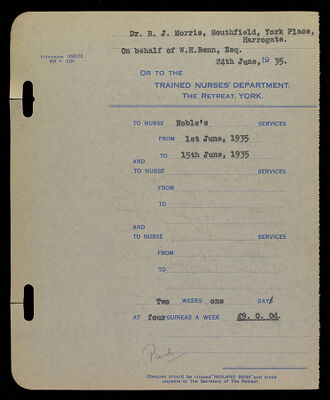 Dr. R. J. Morris, Southfield, York Place,
Harrogate.
On behalf of W.H.Benn, Esq.
24th June, 19 35.
DR TO THE
TRAINED NURSES' DEPARTMENT.
THE RETREAT, YORK.
TO NURSE Noble's SERVICES
FROM 1st June, 1935
TO 15th June, 1935
AND
TO NURSE SERVICES
FROM
TO
AND
TO NURSE SERVICES
FROM
TO
Two WEEKS one DAY
AT four GUINEAS A WEEK £9. 0. 0d.
Paid
Cheques should be crossed "MIDLAND BANK" and made
payable to The Secretary of The Retreat.